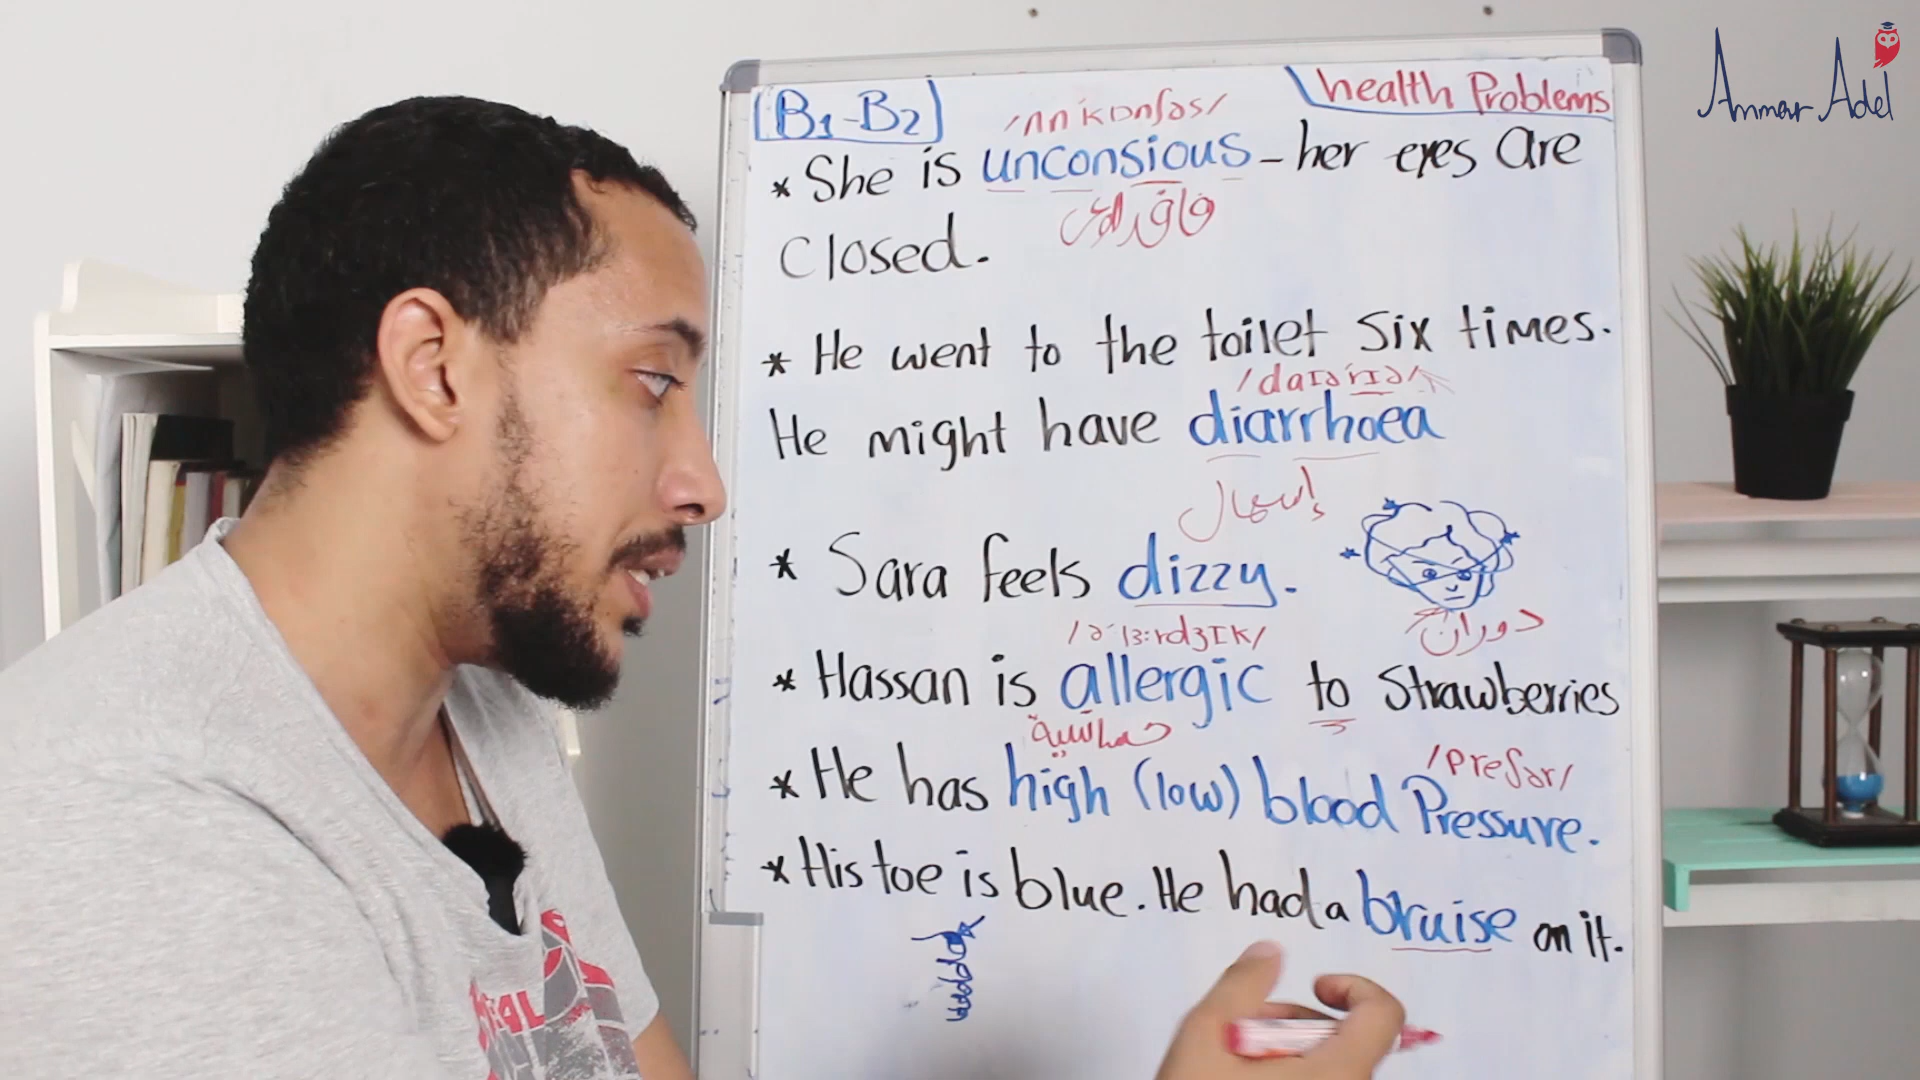 Ammar Adel
[B1-B2]
health Problems
/ʌnˈkɒnʃəs/
* She is unconsious - her eyes are
فاقد الوعى
closed.
* He went to the toilet six times.
/daɪəˈrɪə/
He might have diarrhoea
إسهال
* Sara feels dizzy.
دوران
/əˈlɜːrdʒɪk/
* Hassan is allergic to strawberries
حساسية
/preʃər/
* He has high (low) blood Pressure.
* His toe is blue. He had a bruise on it.